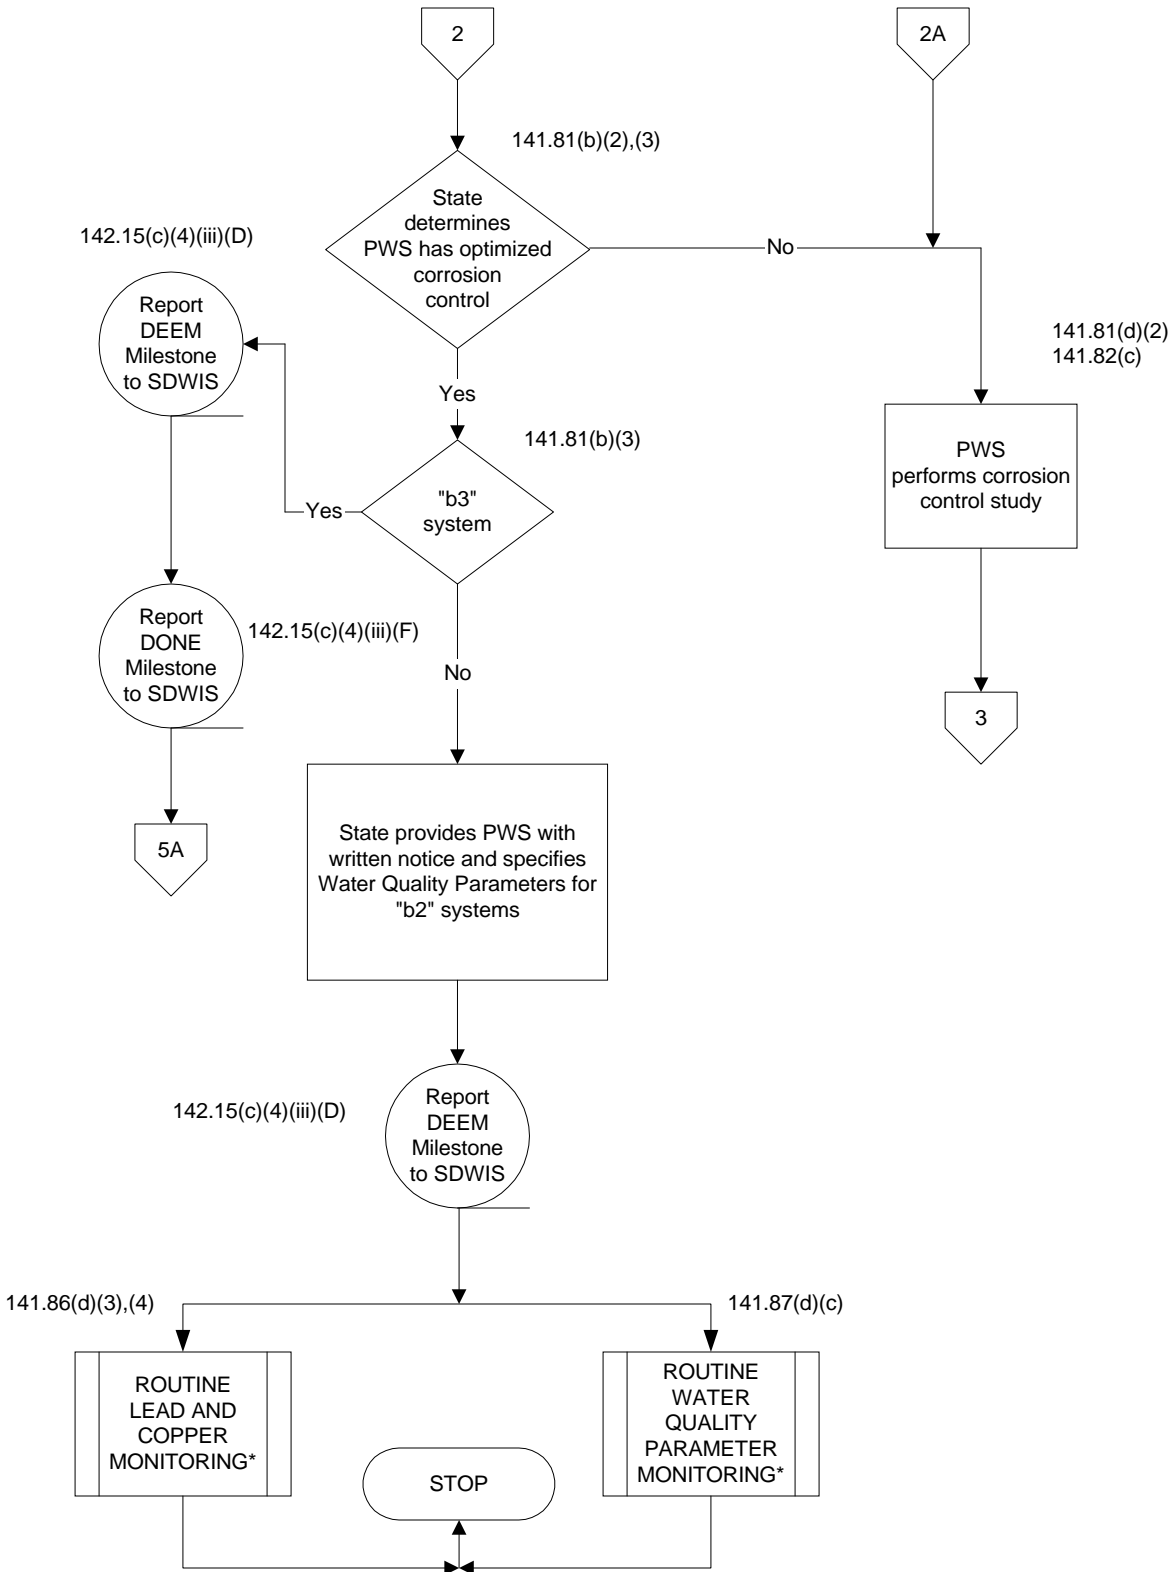 2
2A
141.81(b)(2),(3)
State
determines
PWS has optimized
corrosion
control
No
142.15(c)(4)(iii)(D)
Report
DEEM
Milestone
to SDWIS
141.81(d)(2)
141.82(c)
Yes
141.81(b)(3)
"b3"
system
Yes
PWS
performs corrosion
control study
Report
DONE
Milestone
to SDWIS
142.15(c)(4)(iii)(F)
No
3
5A
State provides PWS with
written notice and specifies
Water Quality Parameters for
"b2" systems
142.15(c)(4)(iii)(D)
Report
DEEM
Milestone
to SDWIS
141.86(d)(3),(4)
141.87(d)(c)
ROUTINE
LEAD AND
COPPER
MONITORING*
ROUTINE
WATER
QUALITY
PARAMETER
MONITORING*
STOP